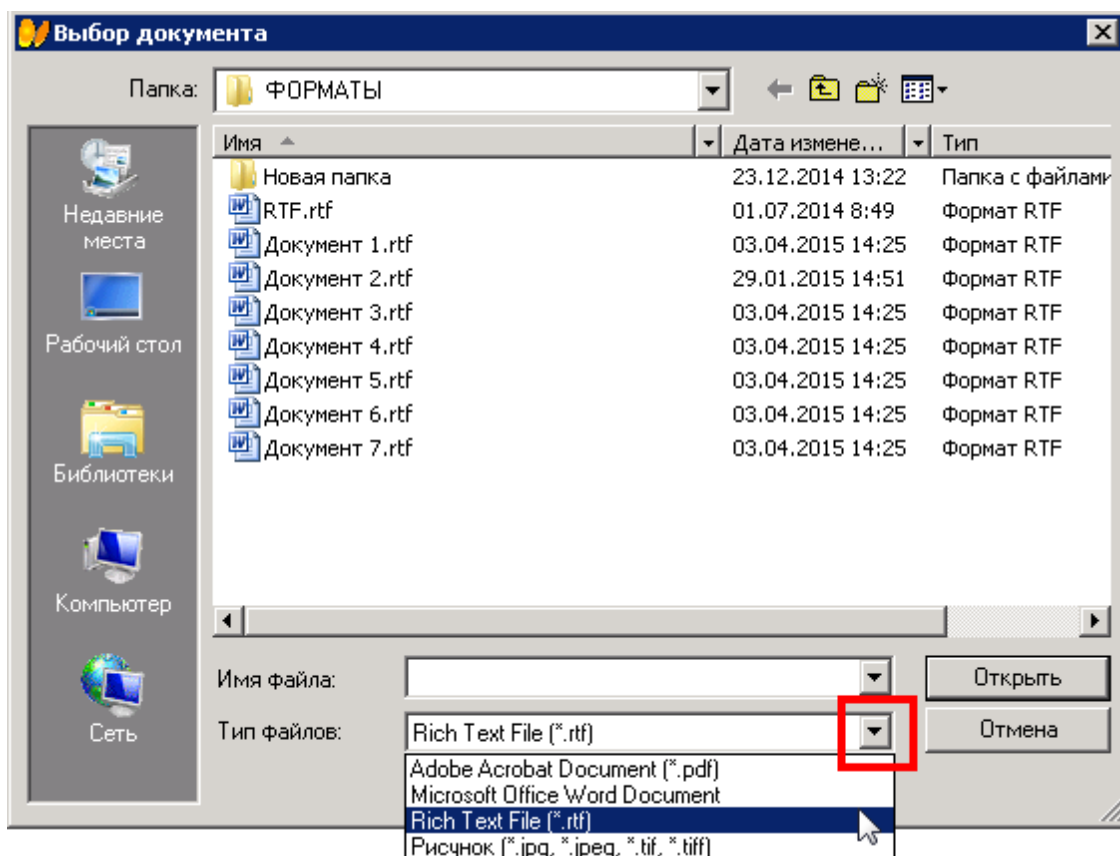 Выбор документа
Папка: ФОРМАТЫ
Имя Дата измене... Тип
Новая папка 23.12.2014 13:22 Папка с файлами
RTF.rtf 01.07.2014 8:49 Формат RTF
Документ 1.rtf 03.04.2015 14:25 Формат RTF
Документ 2.rtf 29.01.2015 14:51 Формат RTF
Документ 3.rtf 03.04.2015 14:25 Формат RTF
Документ 4.rtf 03.04.2015 14:25 Формат RTF
Документ 5.rtf 03.04.2015 14:25 Формат RTF
Документ 6.rtf 03.04.2015 14:25 Формат RTF
Документ 7.rtf 03.04.2015 14:25 Формат RTF
Недавние
места
Рабочий стол
Библиотеки
Компьютер
Сеть
Имя файла: Открыть
Тип файлов: Rich Text File (*.rtf) Отмена
Adobe Acrobat Document (*.pdf)
Microsoft Office Word Document
Rich Text File (*.rtf)
Рисунок (*.jpg, *.jpeg, *.tif, *.tiff)